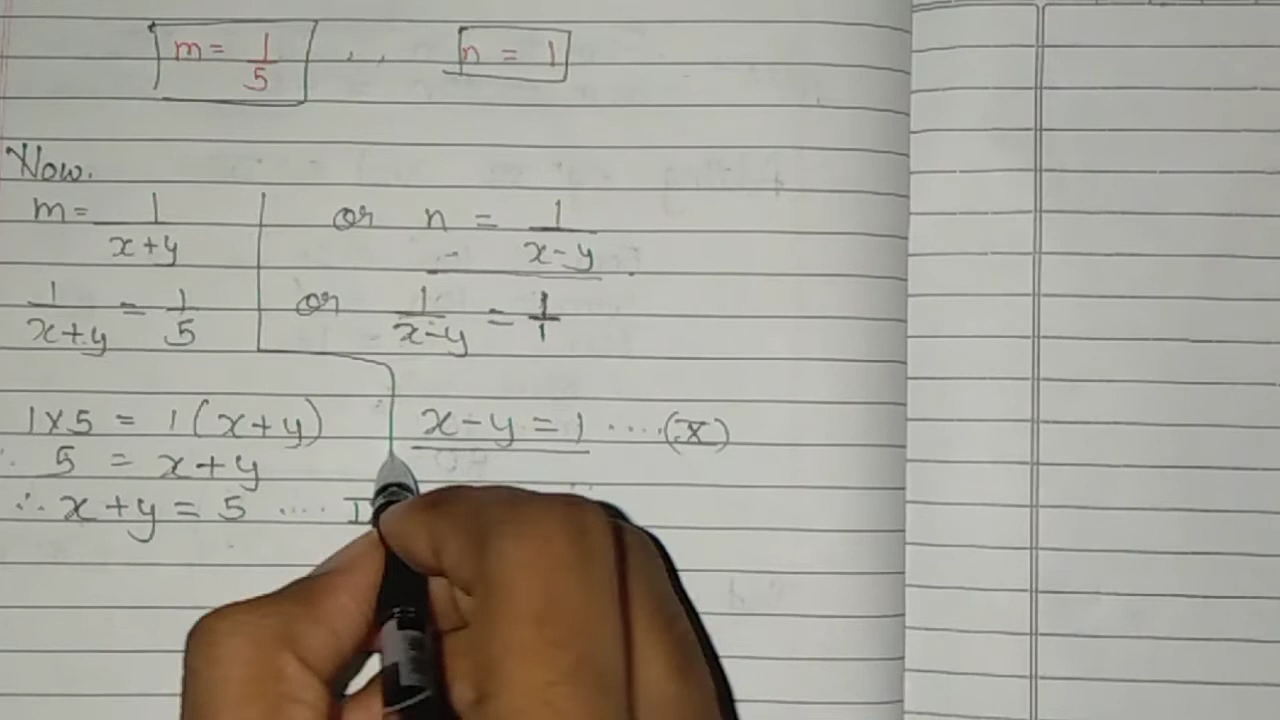 m = 1/5 , , n = 1
Now.
m = 1/(x+y) or n = 1/(x-y)
1/(x+y) = 1/5 or 1/(x-y) = 1/1
1×5 = 1(x+y) x-y = 1 ....(X)
5 = x+y
∴ x+y = 5 ....